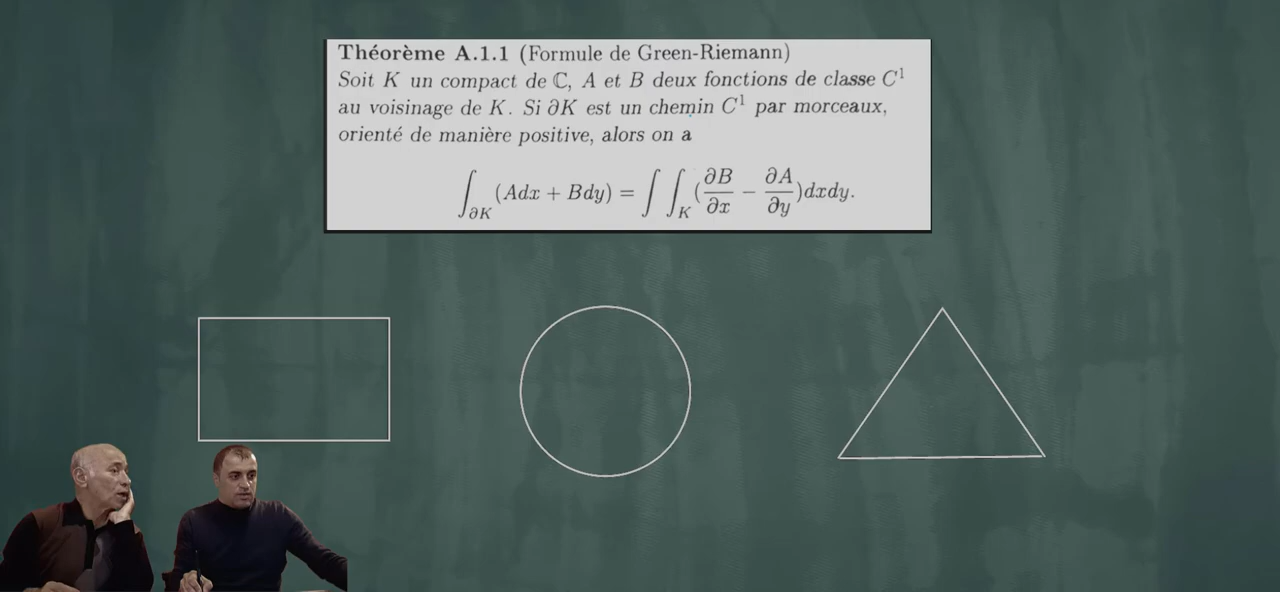 Théorème A.1.1 (Formule de Green-Riemann)
Soit K un compact de ℂ, A et B deux fonctions de classe C¹
au voisinage de K. Si ∂K est un chemin C¹ par morceaux,
orienté de manière positive, alors on a
∫_{∂K} (Adx + Bdy) = ∫∫_K (∂B/∂x − ∂A/∂y)dxdy.